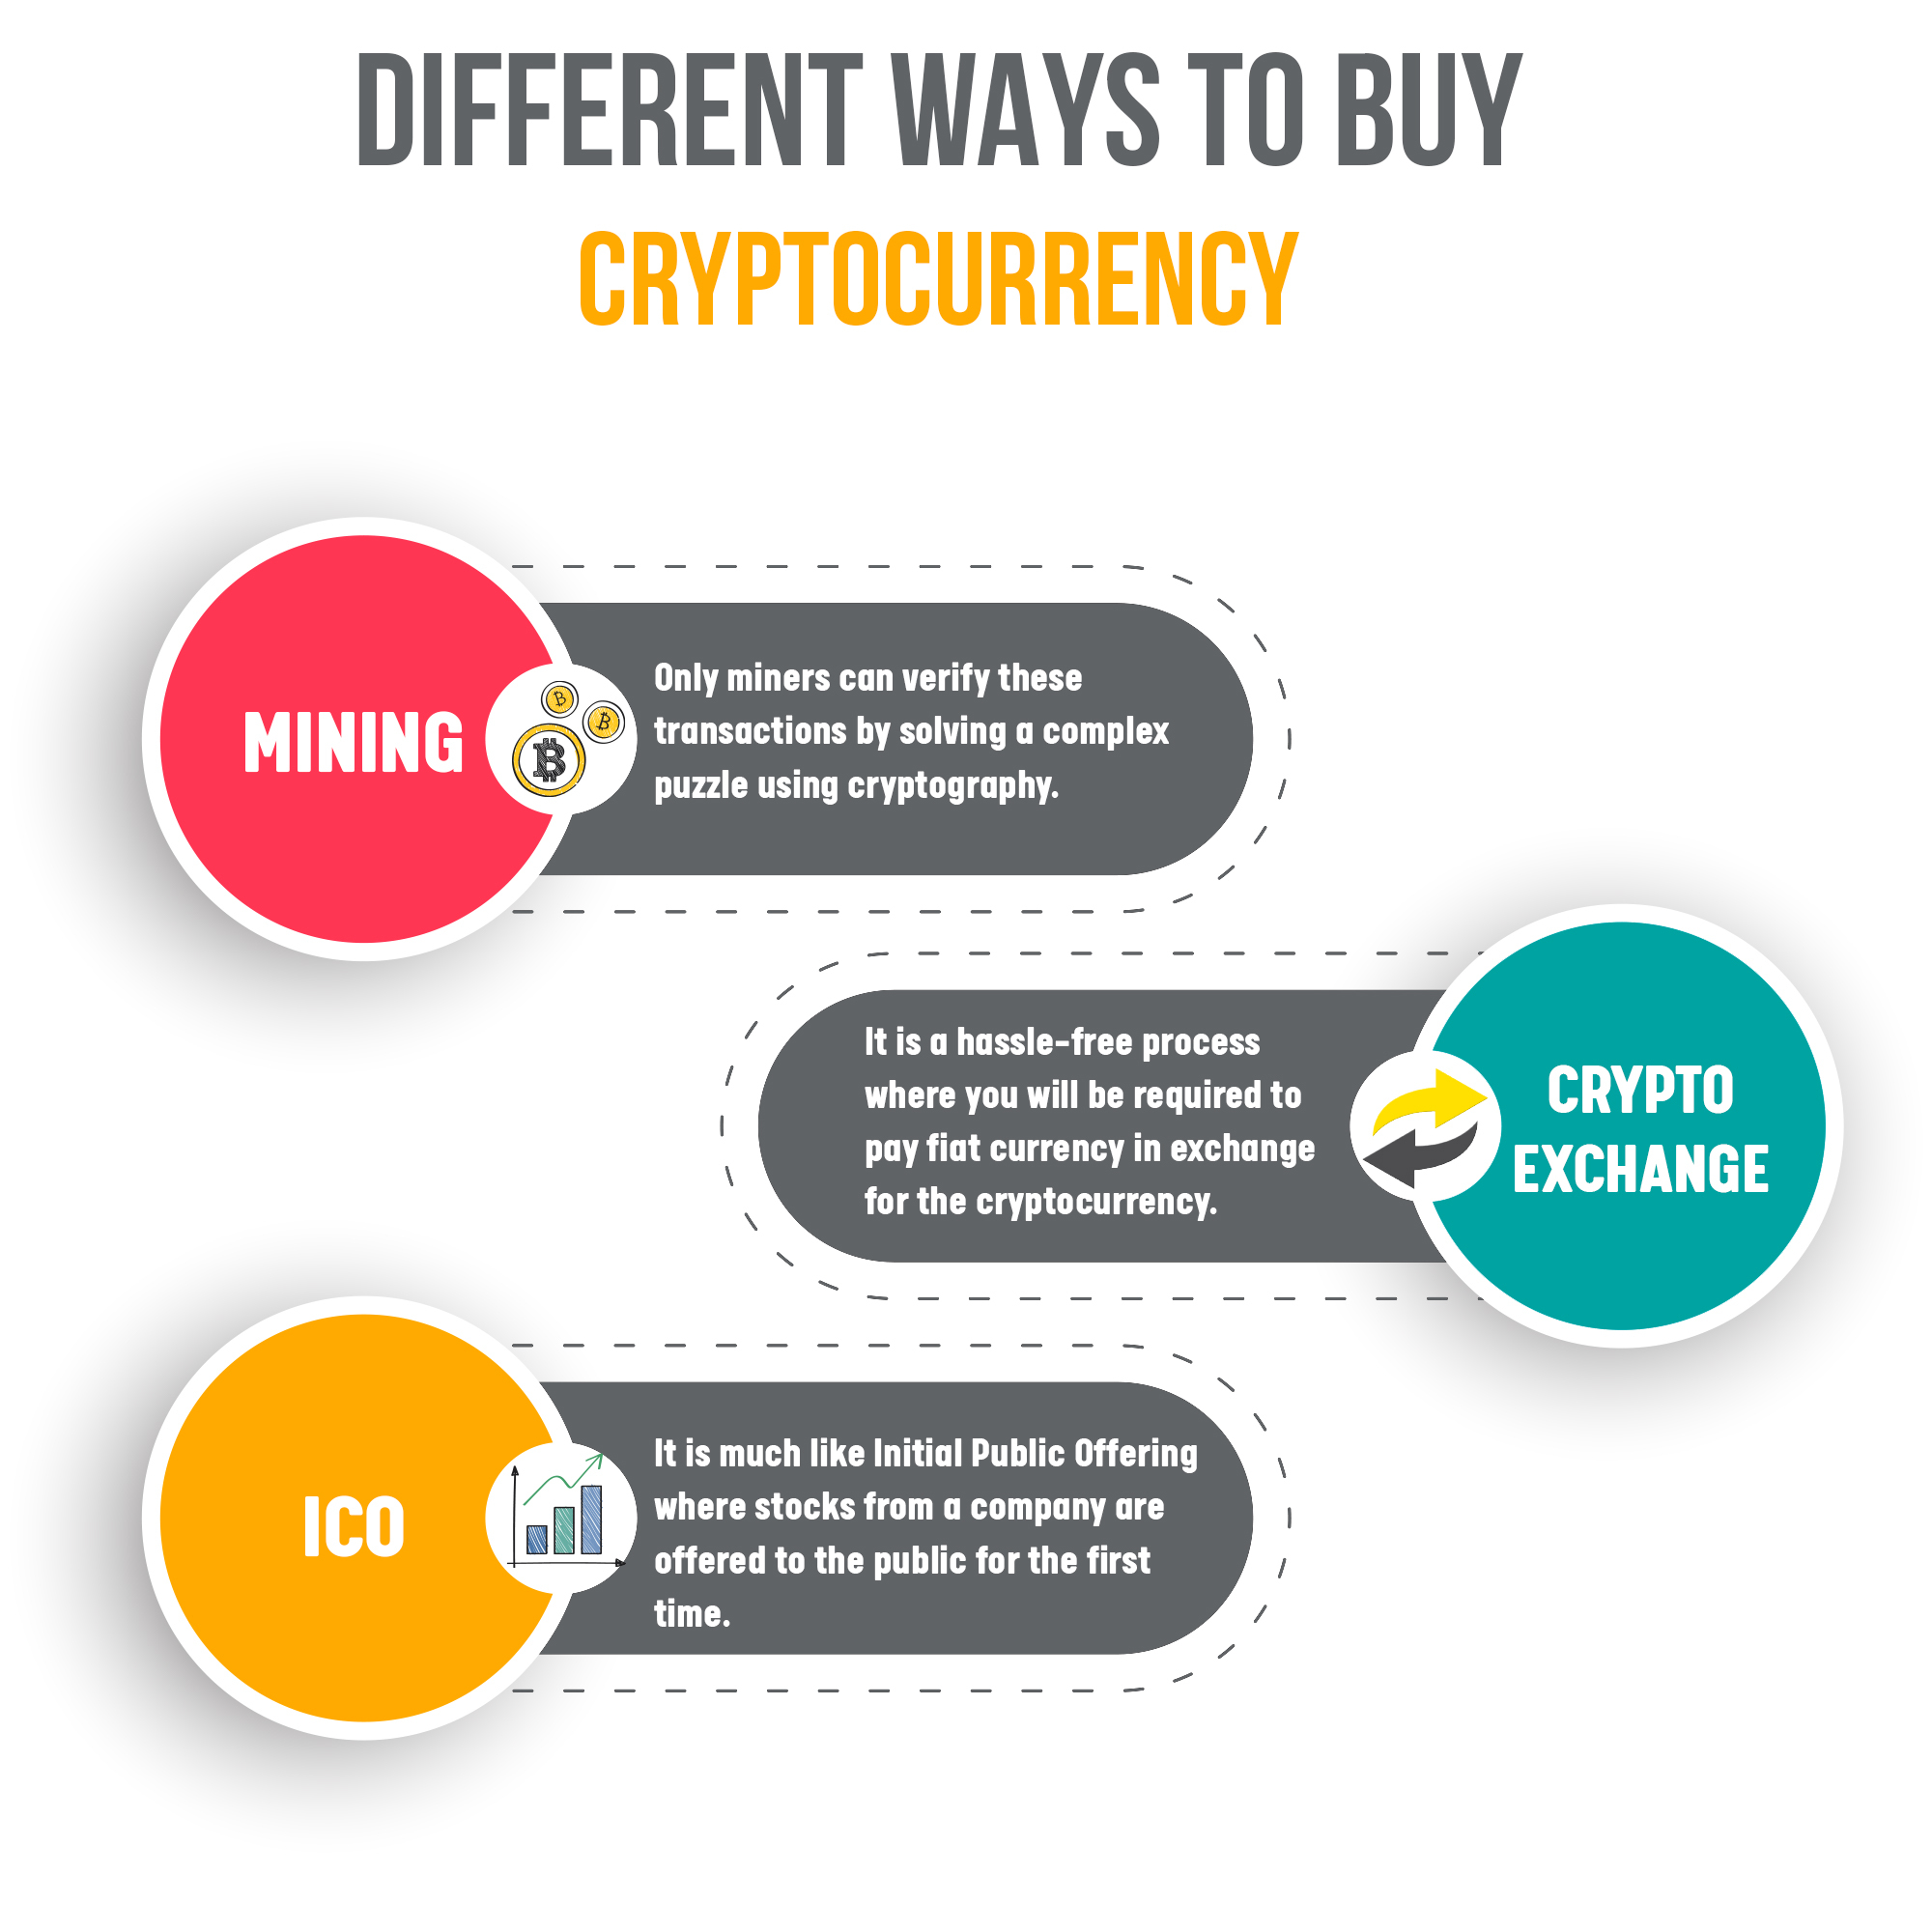 DIFFERENT WAYS TO BUY
CRYPTOCURRENCY
MINING
Only miners can verify these
transactions by solving a complex
puzzle using cryptography.
It is a hassle-free process
where you will be required to
pay fiat currency in exchange
for the cryptocurrency.
CRYPTO
EXCHANGE
ICO
It is much like Initial Public Offering
where stocks from a company are
offered to the public for the first
time.